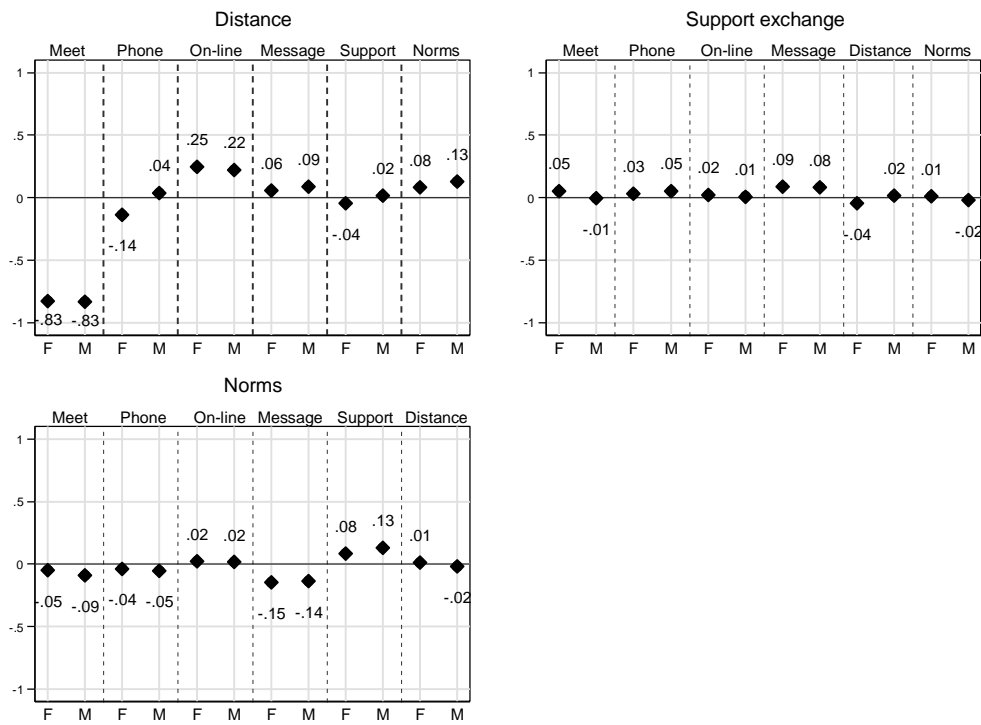 Distance
Meet Phone On-line Message Support Norms
1
.5
0
-.5
-1
-.83 -.83 -.14 .04 .25 .22 .06 .09 -.04 .02 .08 .13
F M F M F M F M F M F M
Support exchange
Meet Phone On-line Message Distance Norms
1
.5
0
-.5
-1
.05 -.01 .03 .05 .02 .01 .09 .08 -.04 .02 .01 -.02
F M F M F M F M F M F M
Norms
Meet Phone On-line Message Support Distance
1
.5
0
-.5
-1
-.05 -.09 -.04 -.05 .02 .02 -.15 -.14 .08 .13 .01 -.02
F M F M F M F M F M F M